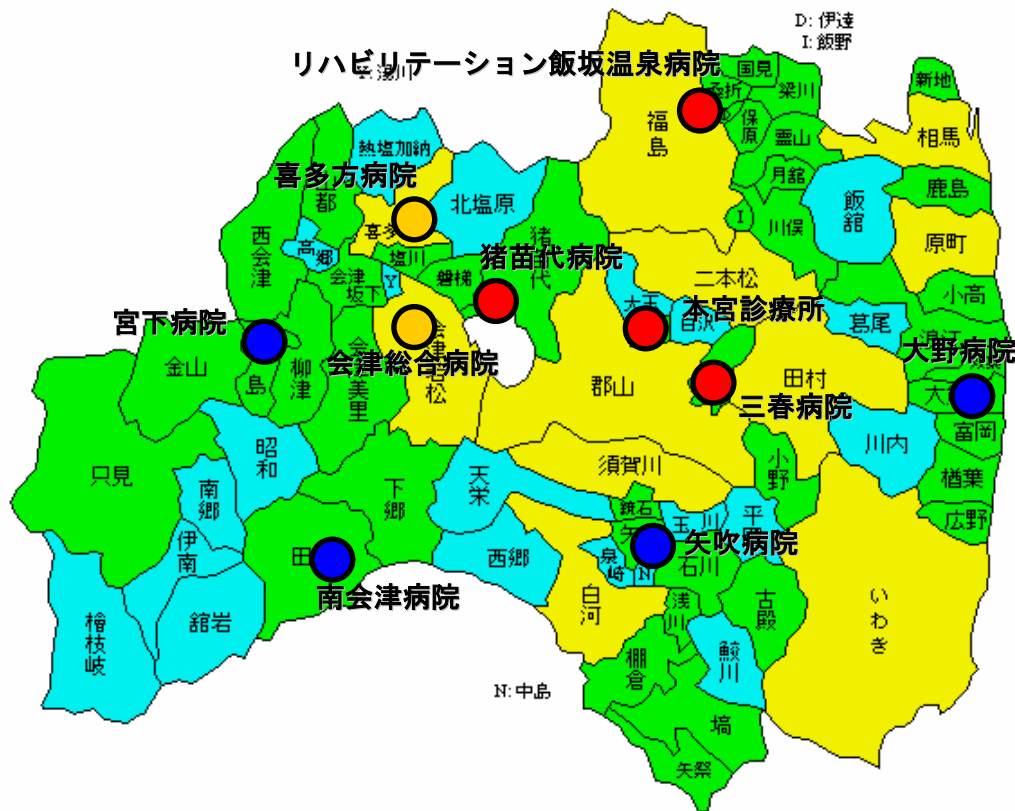 D: 伊達
I: 飯野
リハビリテーション飯坂温泉病院
国見
桑折
梁川
新地
福島
保原
霊山
相馬
熱塩加納
喜多方病院
月舘
飯舘
鹿島
北塩原
I
川俣
原町
西会津
高郷
喜多
塩川
猪苗代病院
会津坂下
Y
磐梯
二本松
小高
本宮診療所
白沢
葛尾
浪江
宮下病院
大野病院
会津総合病院
金山
島
柳津
郡山
田村
三春病院
富岡
川内
昭和
須賀川
小野
楢葉
只見
南郷
下郷
天栄
鏡石
玉川
広野
伊南
西郷
矢吹病院
泉崎
N
石川
南会津病院
白河
浅川
古殿
いわき
檜枝岐
舘岩
鮫川
棚倉
N: 中島
塙
矢祭